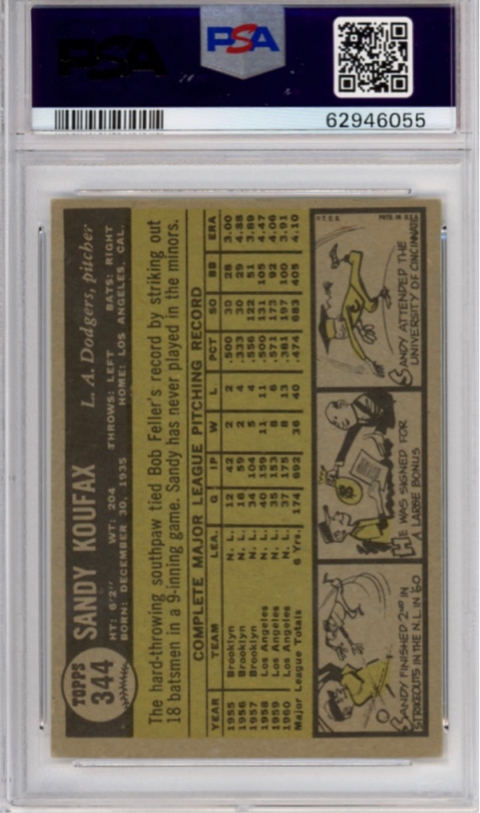 PSA
PSA
62946055
TOPPS
344
SANDY KOUFAX
L. A. Dodgers, pitcher
HT: 6'2" WT: 204 THROWS: LEFT BATS: RIGHT
BORN: DECEMBER 30, 1935 HOME: LOS ANGELES, CAL.
The hard-throwing southpaw tied Bob Feller's record by striking out
18 batsmen in a 9-inning game. Sandy has never played in the minors.
COMPLETE MAJOR LEAGUE PITCHING RECORD
YEAR TEAM LEA. G IP W L PCT SO BB ERA
1955 Brooklyn N. L. 12 42 2 2 .500 30 28 3.00
1956 Brooklyn N. L. 16 59 2 4 .333 30 29 4.88
1957 Brooklyn N. L. 34 104 5 4 .556 122 51 3.89
1958 Los Angeles N. L. 40 159 11 11 .500 131 105 4.47
1959 Los Angeles N. L. 35 153 8 6 .571 173 92 4.06
1960 Los Angeles N. L. 37 175 8 13 .381 197 100 3.91
Major League Totals 6 Yrs. 174 692 36 40 .474 683 405 4.10
SANDY FINISHED 2ND IN
STRIKEOUTS IN THE N.L. IN '60
HE WAS SIGNED FOR
A LARGE BONUS
© T.C.G. PRTD. IN U.S.A.
SANDY ATTENDED THE
UNIVERSITY OF CINCINNATI